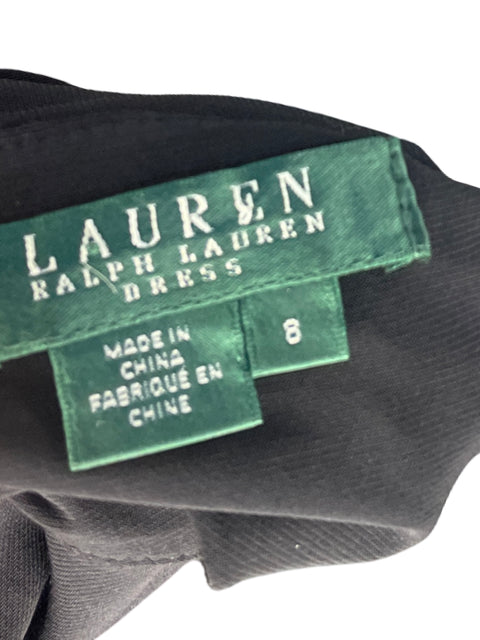 LAUREN
RALPH LAUREN
DRESS
MADE IN
CHINA
FABRIQUÉ EN
CHINE
8